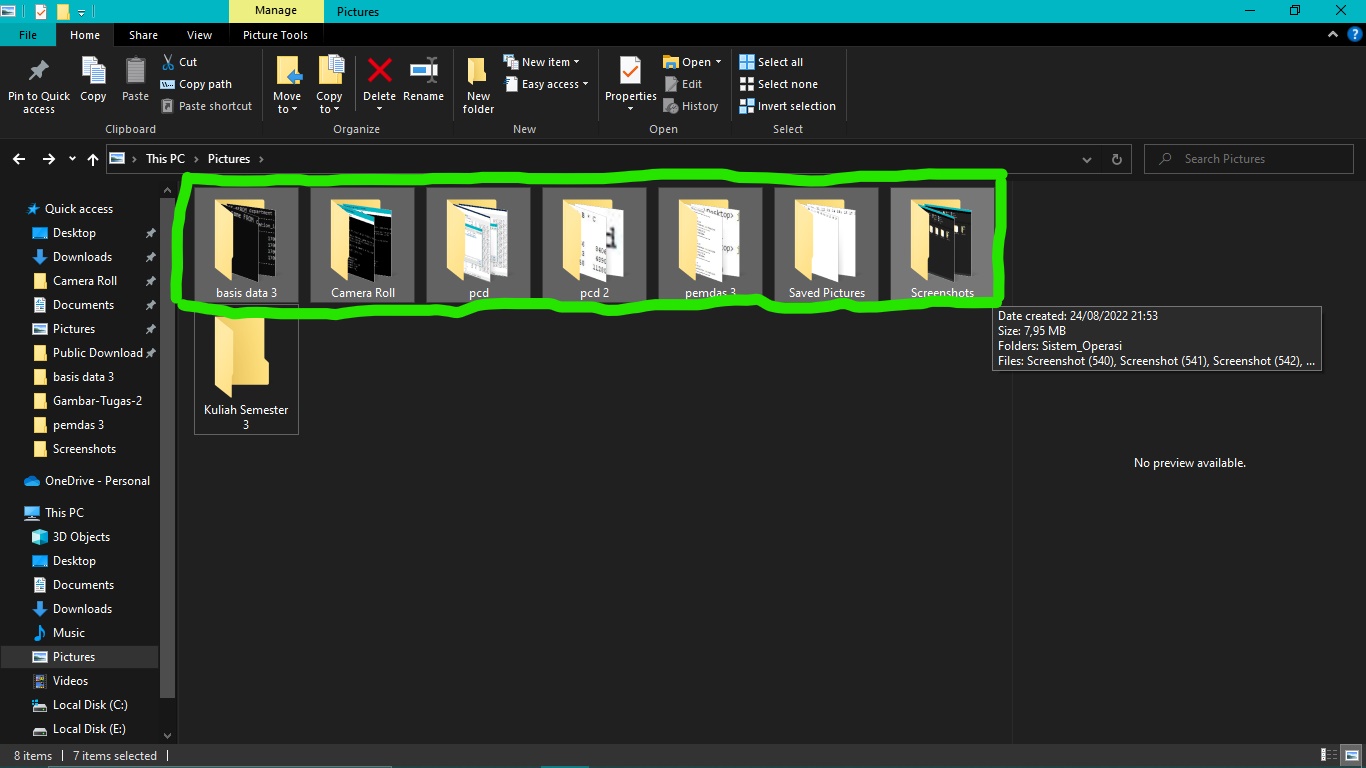 Manage
Pictures
File
Home
Share
View
Picture Tools
Pin to Quick
access
Copy
Paste
Cut
Copy path
Paste shortcut
Clipboard
Move
to
Copy
to
Delete
Rename
Organize
New
folder
New item
Easy access
New
Properties
Open
Edit
History
Open
Select all
Select none
Invert selection
Select
This PC
Pictures
Search Pictures
Quick access
Desktop
Downloads
Camera Roll
Documents
Pictures
Public Download
basis data 3
Gambar-Tugas-2
pemdas 3
Screenshots
OneDrive - Personal
This PC
3D Objects
Desktop
Documents
Downloads
Music
Pictures
Videos
Local Disk (C:)
Local Disk (E:)
basis data 3
Camera Roll
pcd
pcd 2
pemdas 3
Saved Pictures
Screenshots
Kuliah Semester
3
Date created: 24/08/2022 21:53
Size: 7,95 MB
Folders: Sistem_Operasi
Files: Screenshot (540), Screenshot (541), Screenshot (542), ...
No preview available.
8 items
7 items selected